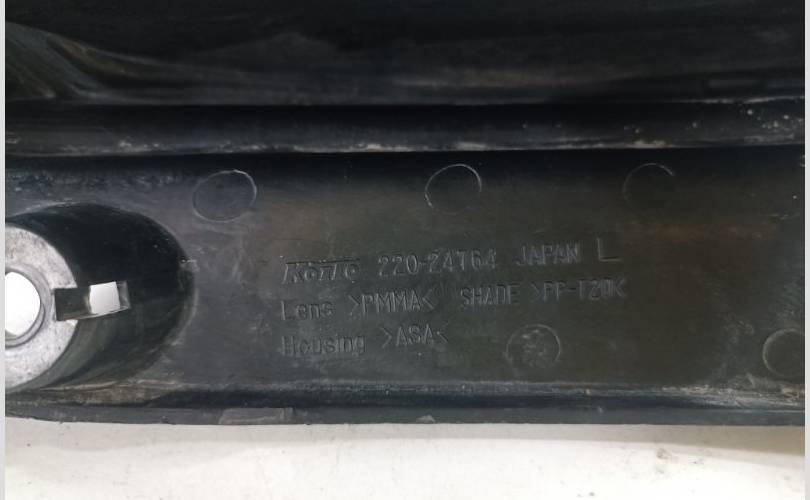 KOITO 220-24764 JAPAN L
Lens >PMMA< SHADE >PP-T20<
Housing >ASA<